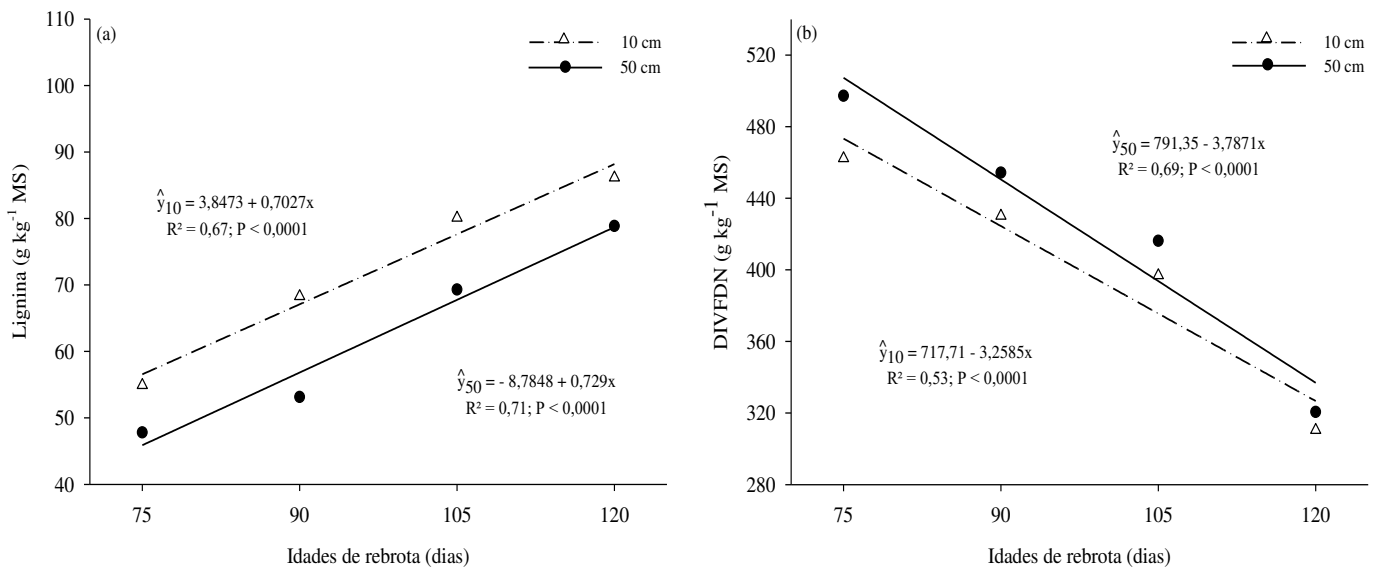 (a)
110
100
90
80
70
60
50
40
Lignina (g kg⁻¹ MS)
10 cm
50 cm
ŷ₁₀ = 3,8473 + 0,7027x
R² = 0,67; P < 0,0001
ŷ₅₀ = - 8,7848 + 0,729x
R² = 0,71; P < 0,0001
75 90 105 120
Idades de rebrota (dias)
(b)
520
480
440
400
360
320
280
DIVFDN (g kg⁻¹ MS)
10 cm
50 cm
ŷ₅₀ = 791,35 - 3,7871x
R² = 0,69; P < 0,0001
ŷ₁₀ = 717,71 - 3,2585x
R² = 0,53; P < 0,0001
75 90 105 120
Idades de rebrota (dias)